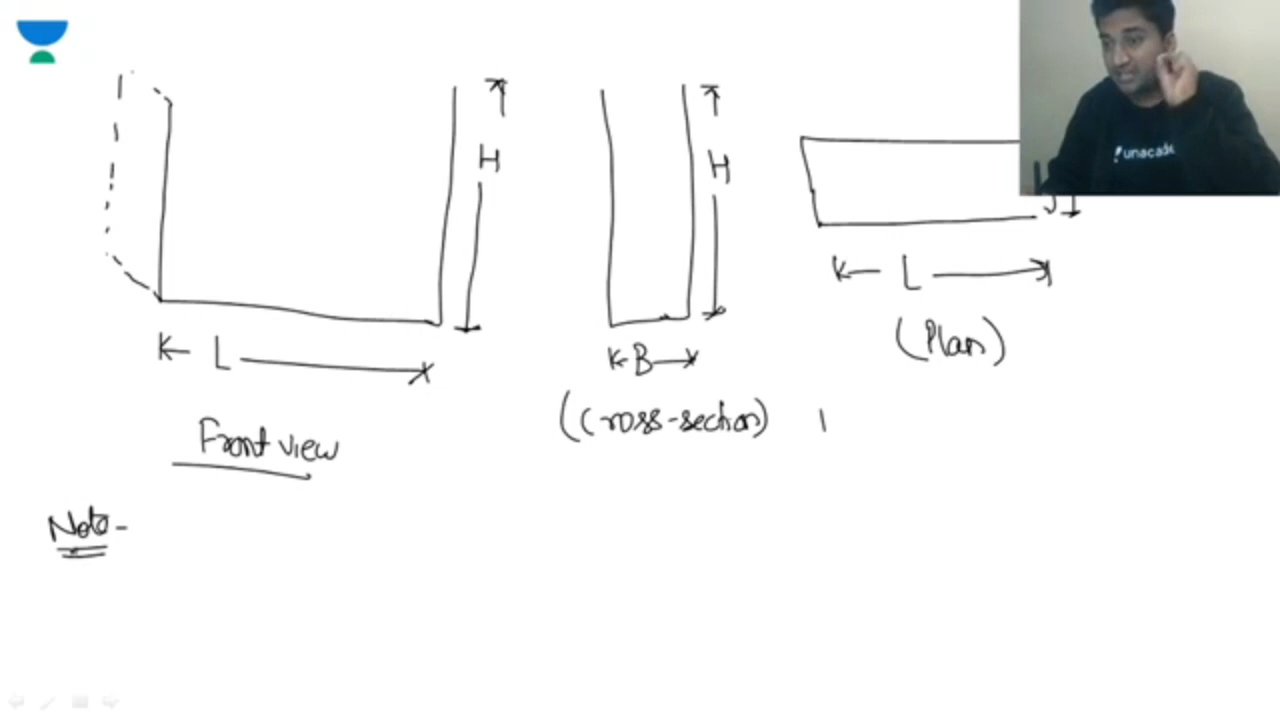 H
H
unacade
L
L
B
(Plan)
(Cross-section)
Front view
Note-